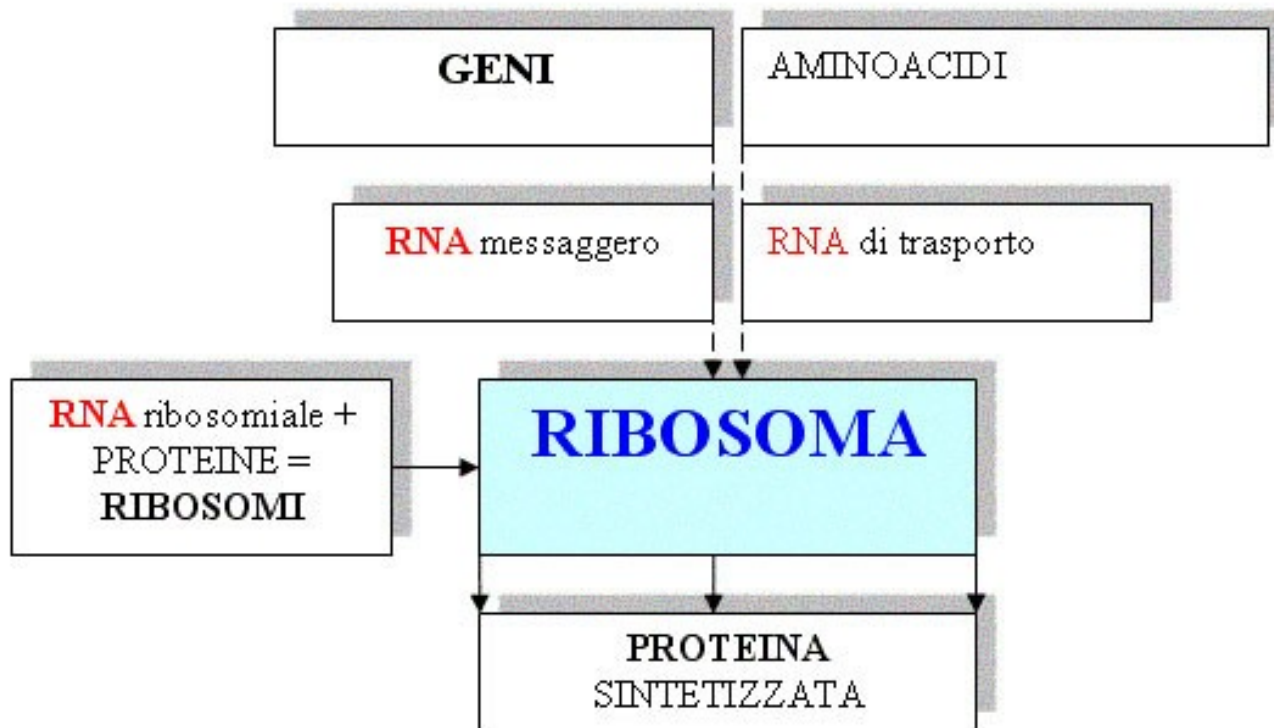 GENI
AMINOACIDI
RNA messaggero
RNA di trasporto
RNA ribosomiale +
PROTEINE =
RIBOSOMI
RIBOSOMA
PROTEINA
SINTETIZZATA